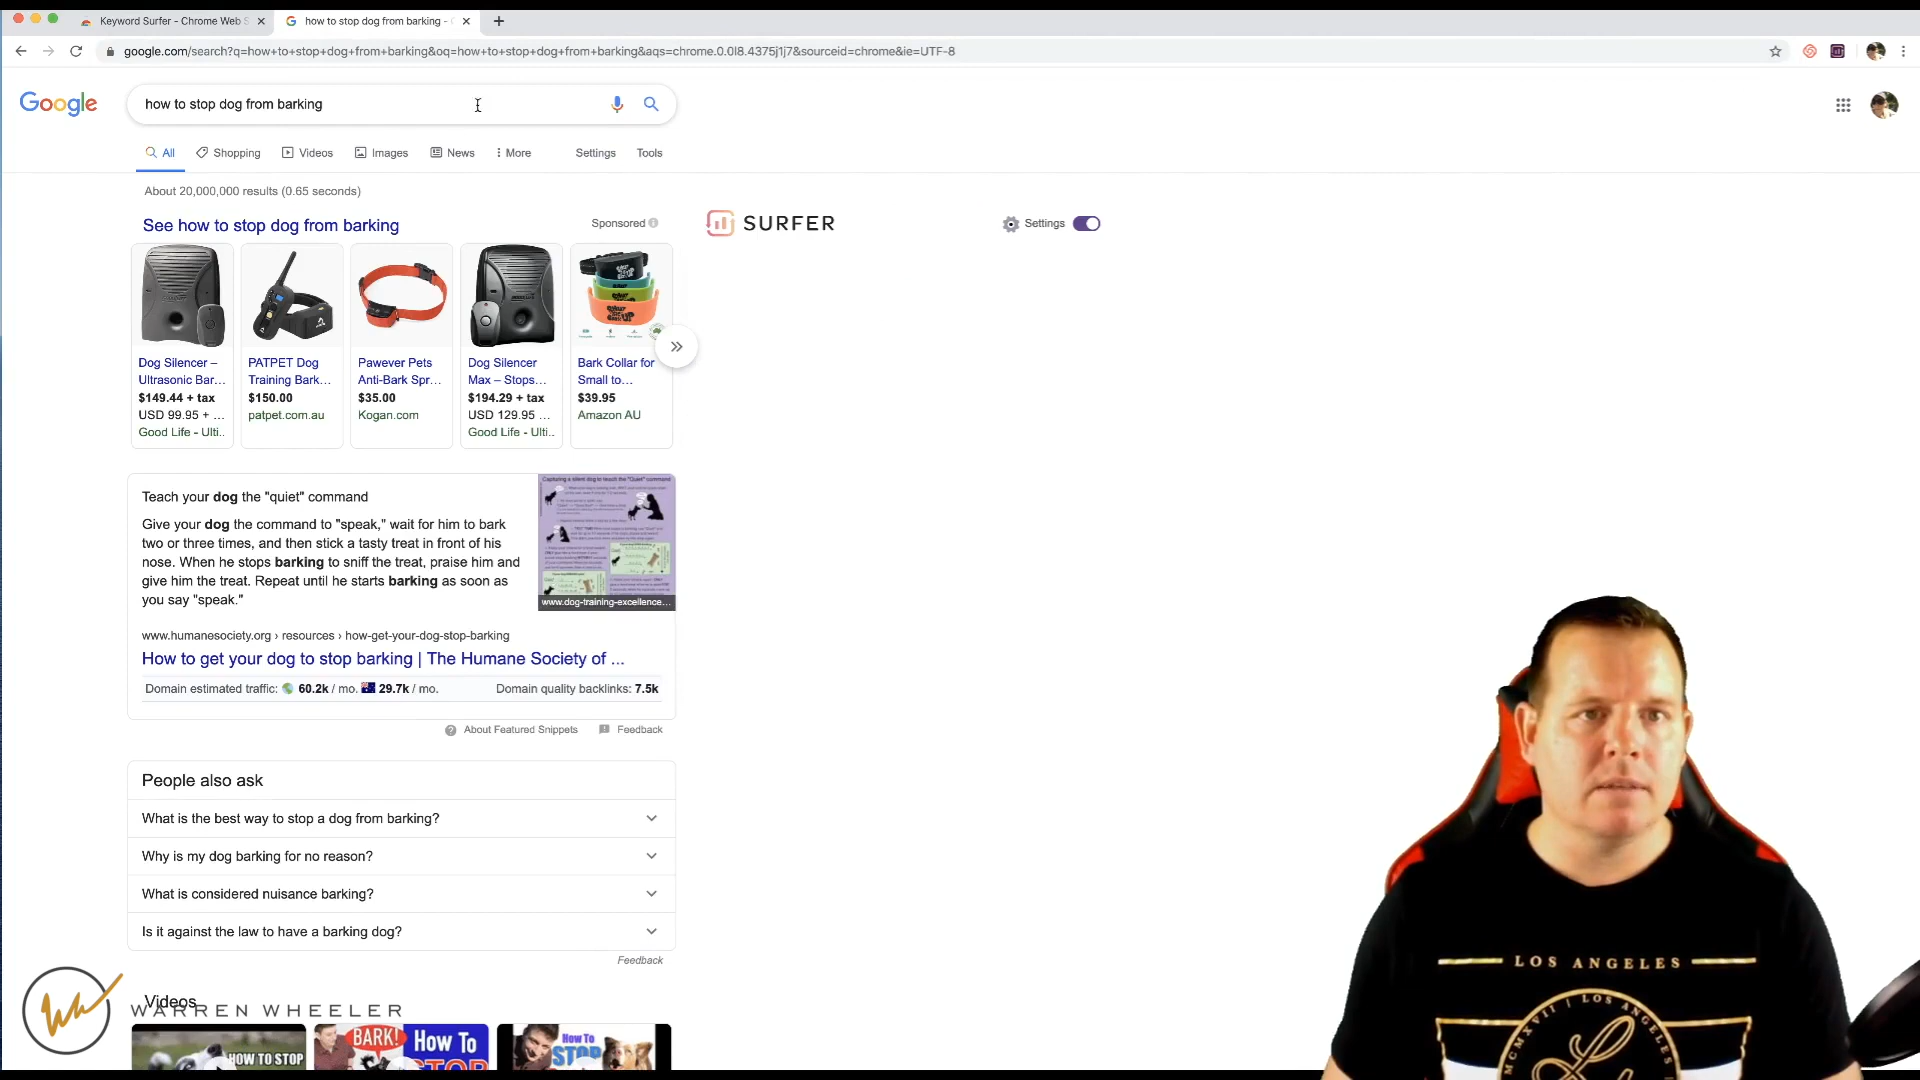 Keyword Surfer - Chrome Web S
how to stop dog from barking -
google.com/search?q=how+to+stop+dog+from+barking&oq=how+to+stop+dog+from+barking&aqs=chrome.0.0l8.4375j1j7&sourceid=chrome&ie=UTF-8
Google
how to stop dog from barking
All
Shopping
Videos
Images
News
More
Settings
Tools
About 20,000,000 results (0.65 seconds)
See how to stop dog from barking
Sponsored
SURFER
Settings
Dog Silencer –
Ultrasonic Bar...
$149.44 + tax
USD 99.95 + ...
Good Life - Ulti..
PATPET Dog
Training Bark...
$150.00
patpet.com.au
Pawever Pets
Anti-Bark Spr...
$35.00
Kogan.com
Dog Silencer
Max – Stops...
$194.29 + tax
USD 129.95 ...
Good Life - Ulti..
Bark Collar for
Small to...
$39.95
Amazon AU
Teach your dog the "quiet" command
Give your dog the command to "speak," wait for him to bark
two or three times, and then stick a tasty treat in front of his
nose. When he stops barking to sniff the treat, praise him and
give him the treat. Repeat until he starts barking as soon as
you say "speak."
Capturing a silent dog to teach the "Quiet" command
www.dog-training-excellence...
www.humanesociety.org › resources › how-get-your-dog-stop-barking
How to get your dog to stop barking | The Humane Society of ...
Domain estimated traffic: 60.2k / mo. 29.7k / mo.
Domain quality backlinks: 7.5k
About Featured Snippets
Feedback
People also ask
What is the best way to stop a dog from barking?
Why is my dog barking for no reason?
What is considered nuisance barking?
Is it against the law to have a barking dog?
Feedback
Videos
WARREN WHEELER
HOW TO STOP
BARK!
How To
STOP
How To
STOP
LOS ANGELES
LOS ANGELES
MCMXVII